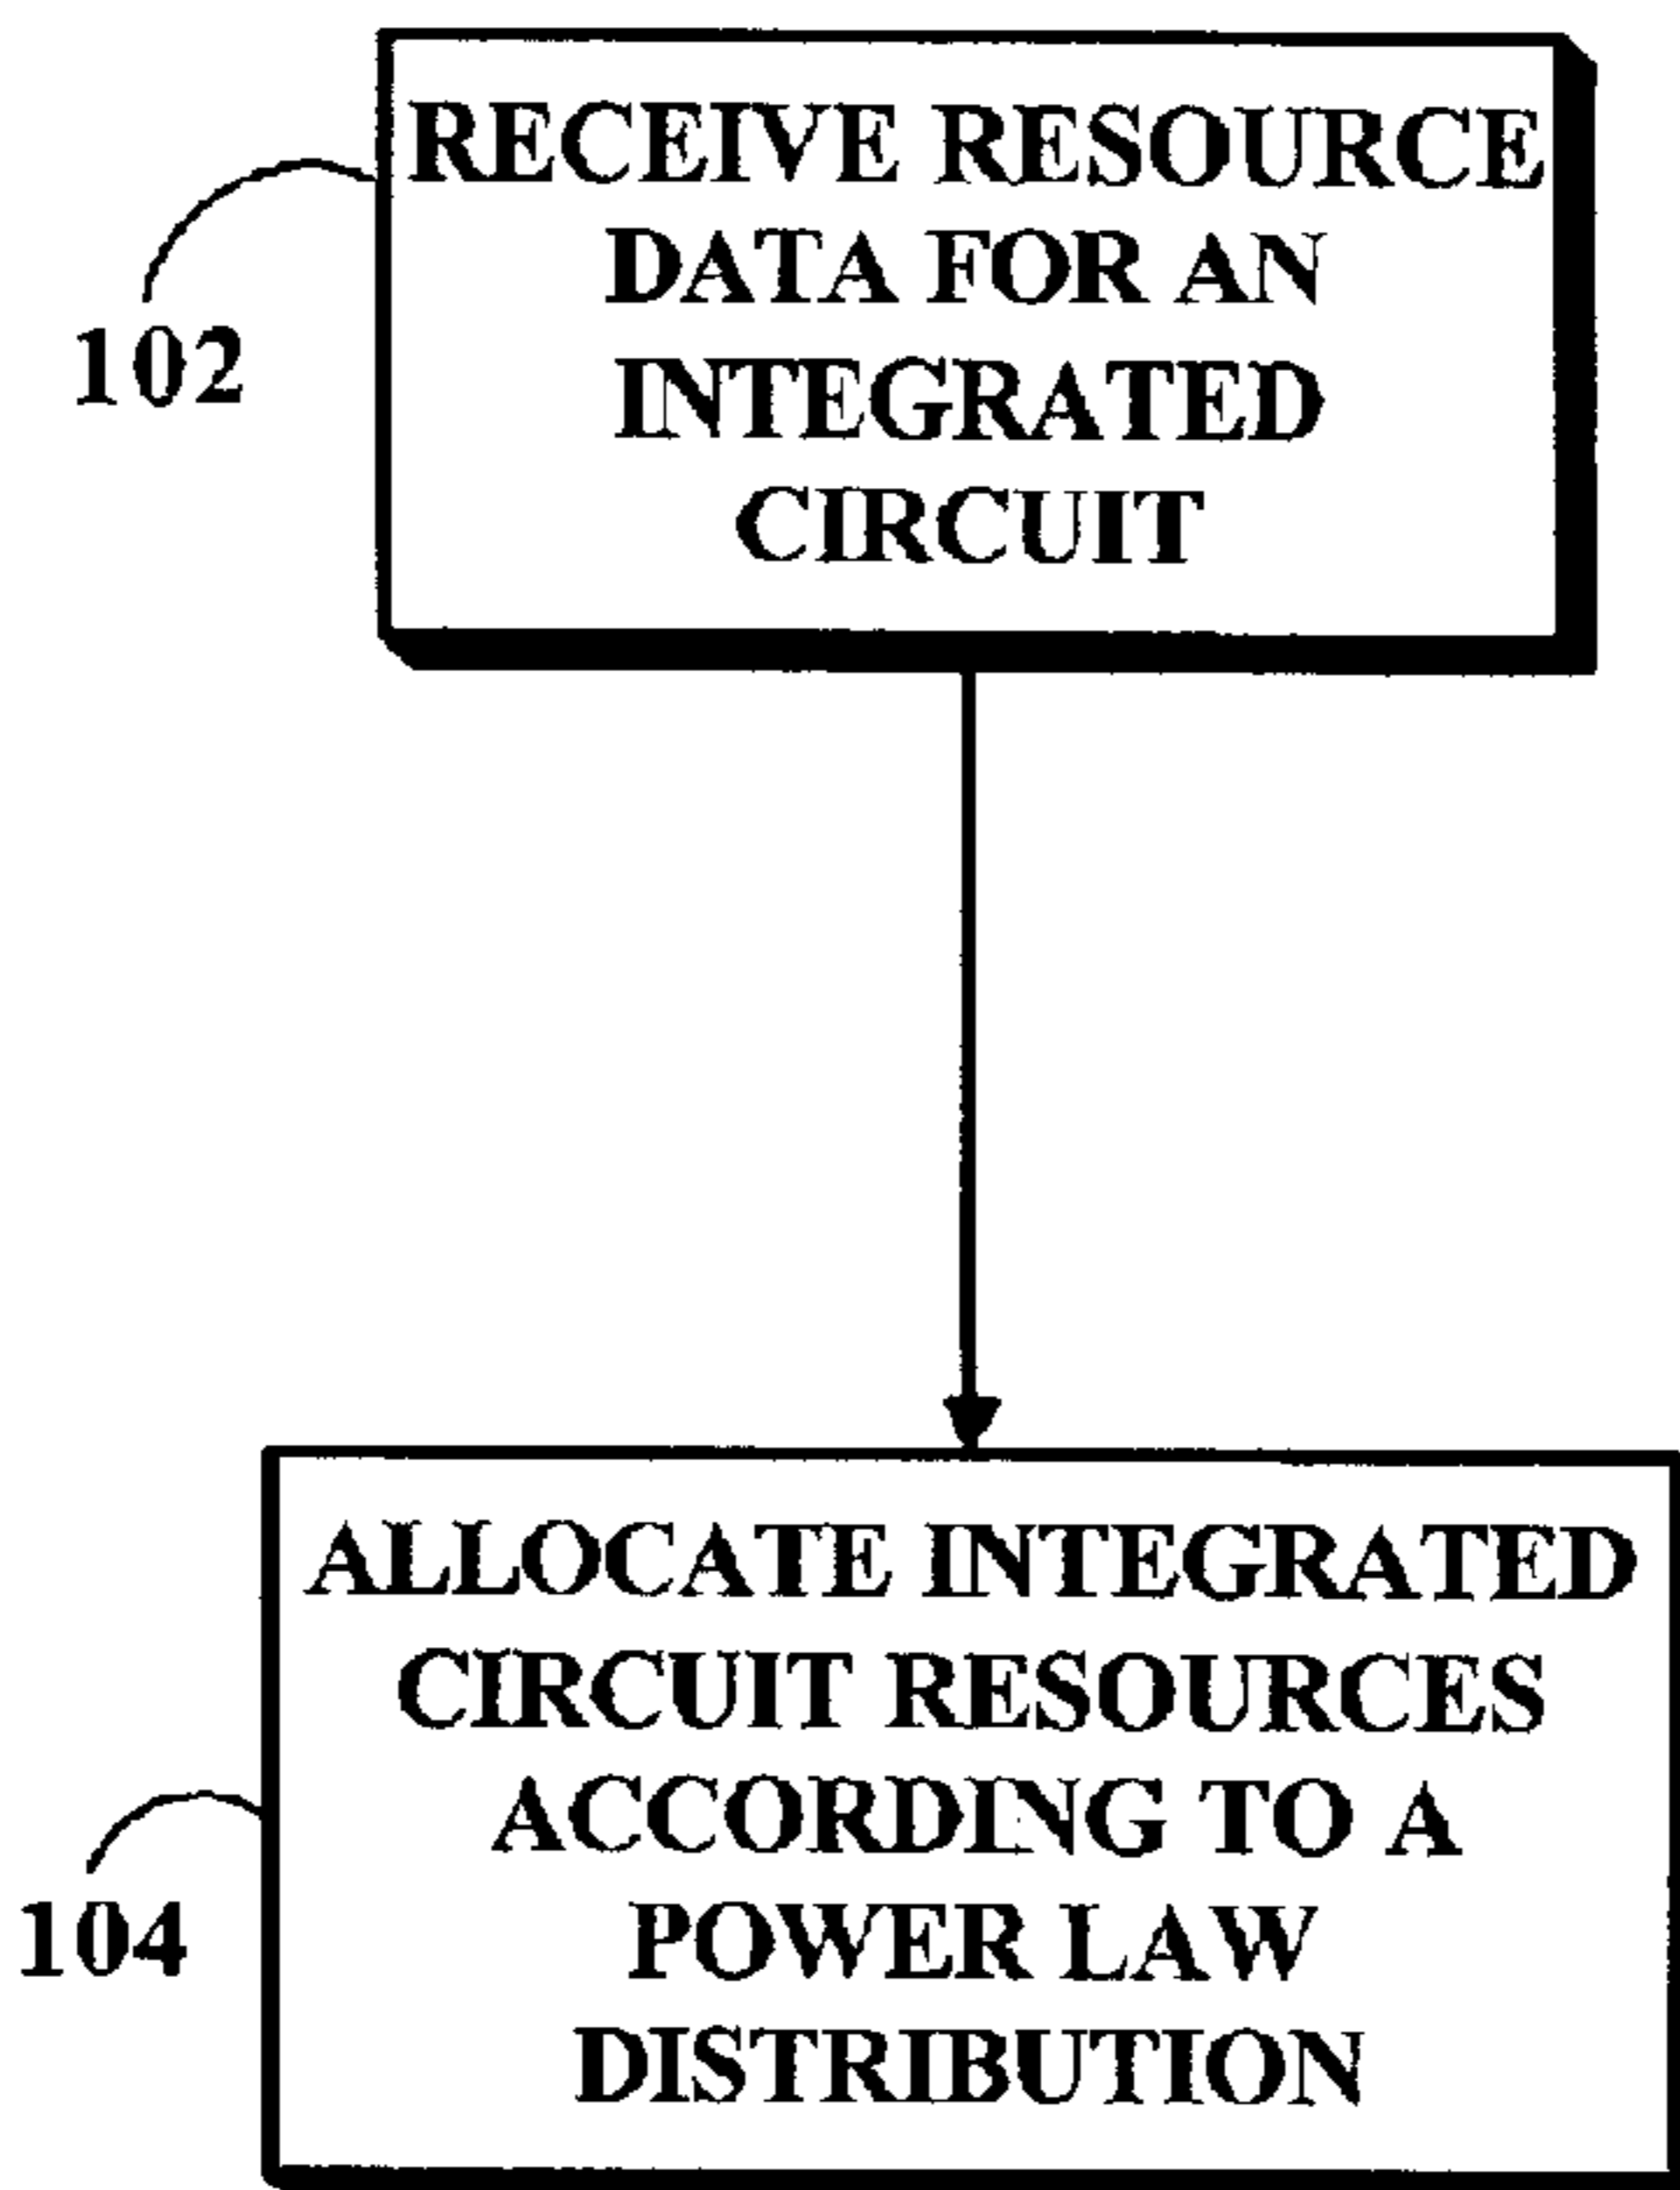 RECEIVE RESOURCE
DATA FOR AN
INTEGRATED
CIRCUIT
102
ALLOCATE INTEGRATED
CIRCUIT RESOURCES
ACCORDING TO A
POWER LAW
DISTRIBUTION
104